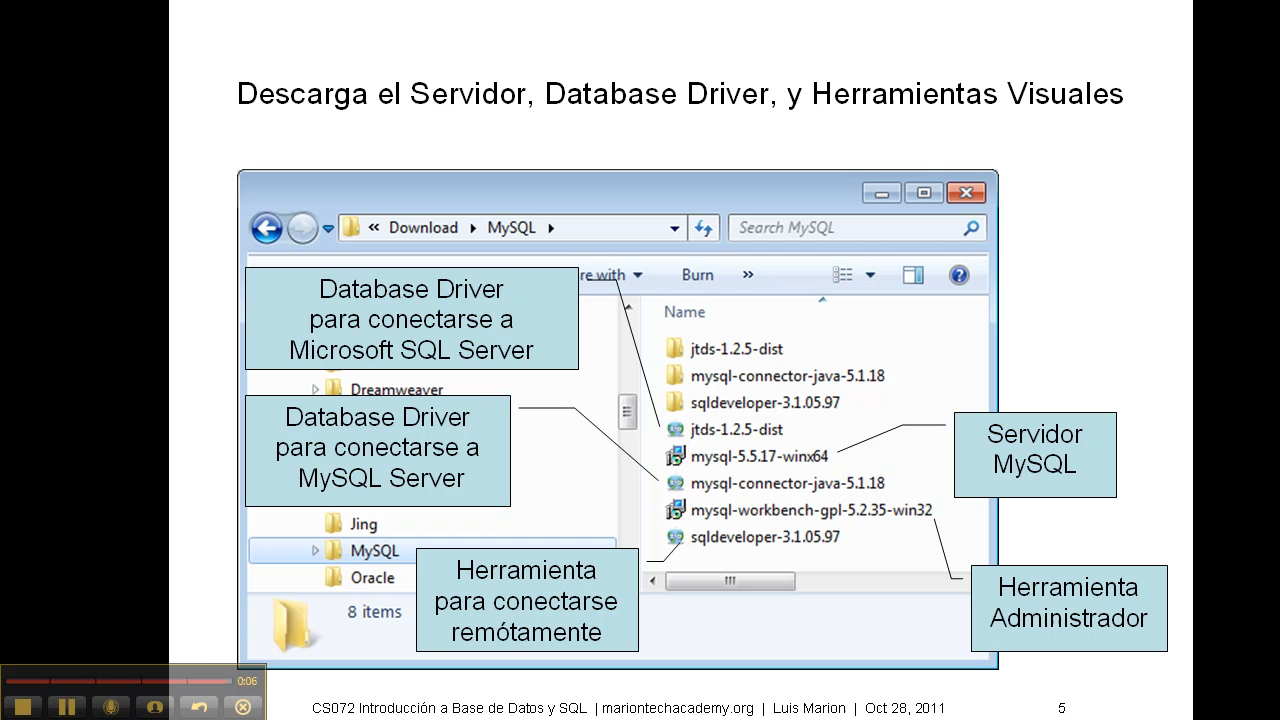 Descarga el Servidor, Database Driver, y Herramientas Visuales
« Download MySQL
Search MySQL
re with
Burn
»
Database Driver
para conectarse a
Microsoft SQL Server
Name
jtds-1.2.5-dist
mysql-connector-java-5.1.18
sqldeveloper-3.1.05.97
jtds-1.2.5-dist
mysql-5.5.17-winx64
mysql-connector-java-5.1.18
mysql-workbench-gpl-5.2.35-win32
sqldeveloper-3.1.05.97
Dreamweaver
Database Driver
para conectarse a
MySQL Server
Servidor
MySQL
Jing
MySQL
Oracle
8 items
Herramienta
para conectarse
remótamente
Herramienta
Administrador
0:06
CS072 Introducción a Base de Datos y SQL | mariontechacademy.org | Luis Marion | Oct 28, 2011
5